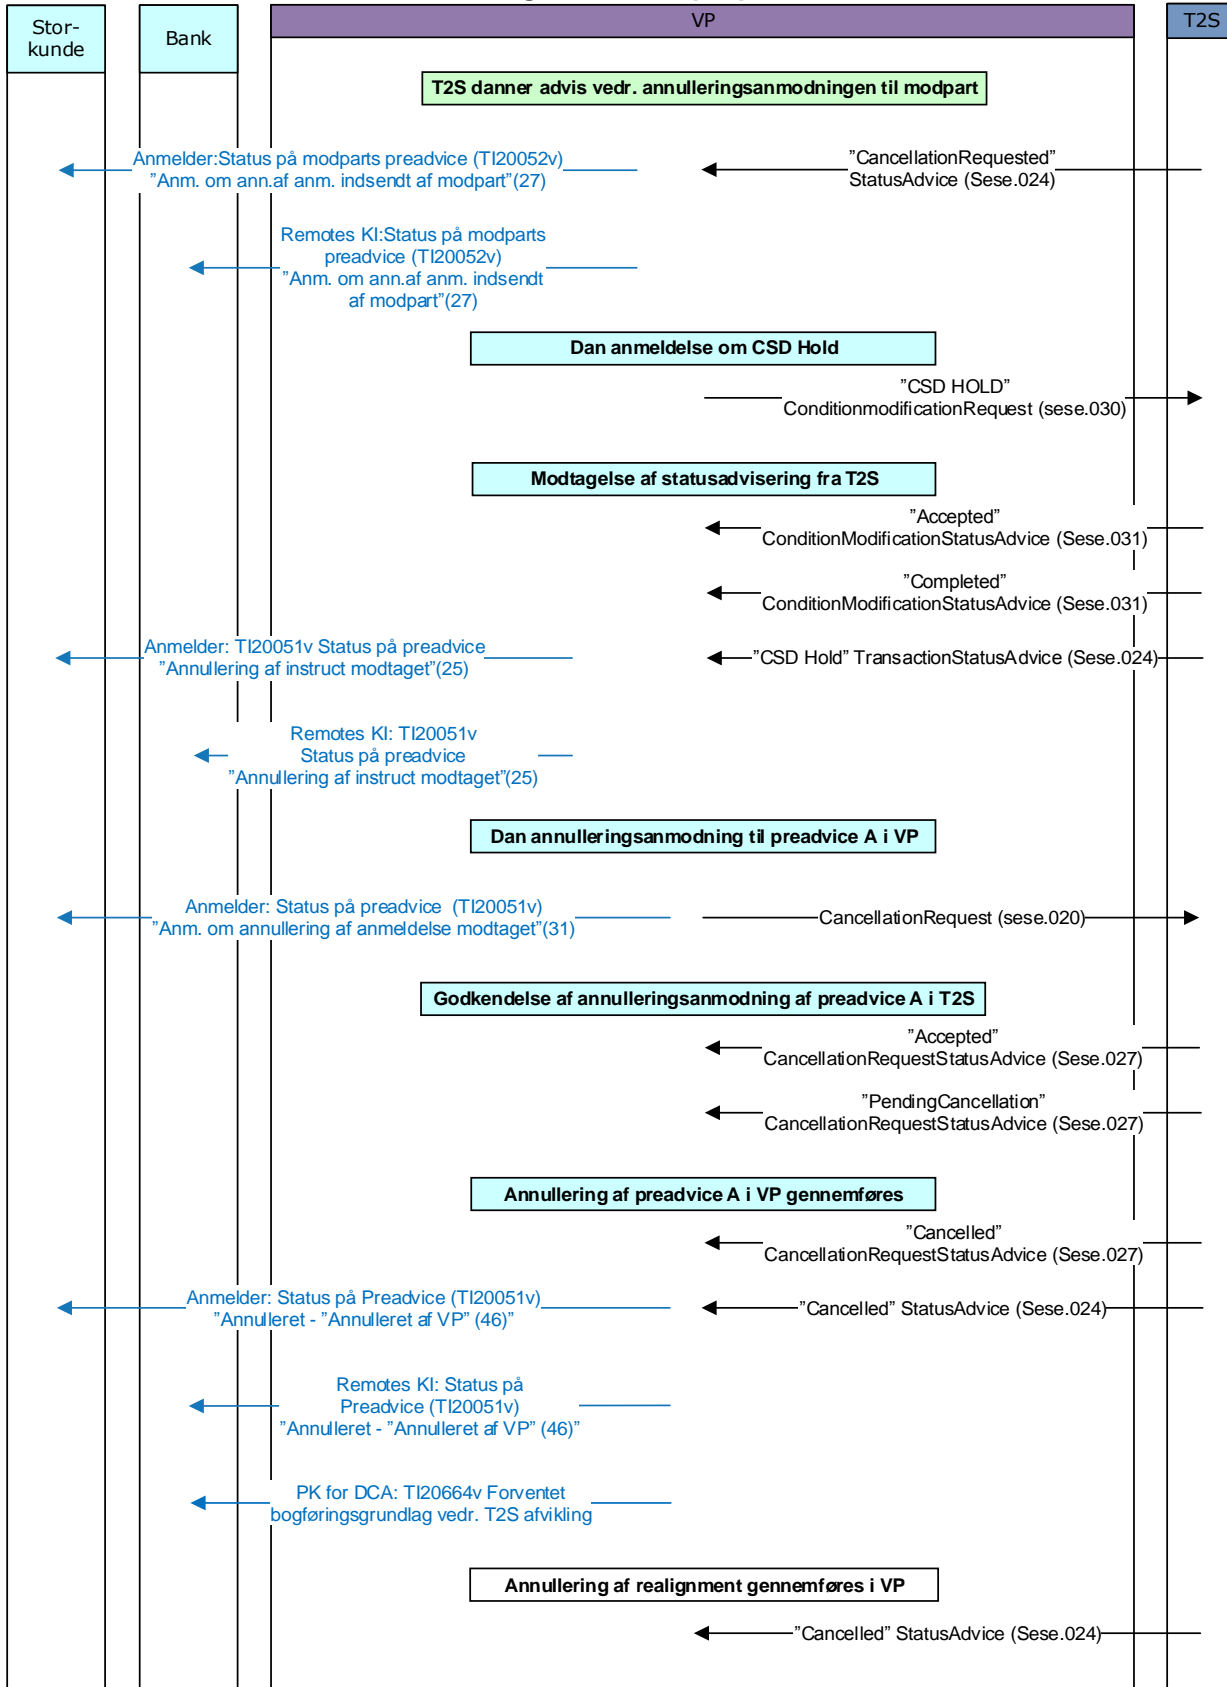 Stor-
kunde
Bank
VP
T2S
T2S danner advis vedr. annulleringsanmodningen til modpart
Anmelder:Status på modparts preadvice (TI20052v)
”Anm. om ann.af anm. indsendt af modpart”(27)
”CancellationRequested”
StatusAdvice (Sese.024)
Remotes KI:Status på modparts
preadvice (TI20052v)
”Anm. om ann.af anm. indsendt
af modpart”(27)
Dan anmeldelse om CSD Hold
”CSD HOLD”
ConditionmodificationRequest (sese.030)
Modtagelse af statusadvisering fra T2S
”Accepted”
ConditionModificationStatusAdvice (Sese.031)
”Completed”
ConditionModificationStatusAdvice (Sese.031)
Anmelder: TI20051v Status på preadvice
”Annullering af instruct modtaget”(25)
”CSD Hold” TransactionStatusAdvice (Sese.024)
Remotes KI: TI20051v
Status på preadvice
”Annullering af instruct modtaget”(25)
Dan annulleringsanmodning til preadvice A i VP
Anmelder: Status på preadvice (TI20051v)
”Anm. om annullering af anmeldelse modtaget”(31)
CancellationRequest (sese.020)
Godkendelse af annulleringsanmodning af preadvice A i T2S
”Accepted”
CancellationRequestStatusAdvice (Sese.027)
”PendingCancellation”
CancellationRequestStatusAdvice (Sese.027)
Annullering af preadvice A i VP gennemføres
”Cancelled”
CancellationRequestStatusAdvice (Sese.027)
Anmelder: Status på Preadvice (TI20051v)
”Annulleret - ”Annulleret af VP” (46)”
”Cancelled” StatusAdvice (Sese.024)
Remotes KI: Status på
Preadvice (TI20051v)
”Annulleret - ”Annulleret af VP” (46)”
PK for DCA: TI20664v Forventet
bogføringsgrundlag vedr. T2S afvikling
Annullering af realignment gennemføres i VP
”Cancelled” StatusAdvice (Sese.024)